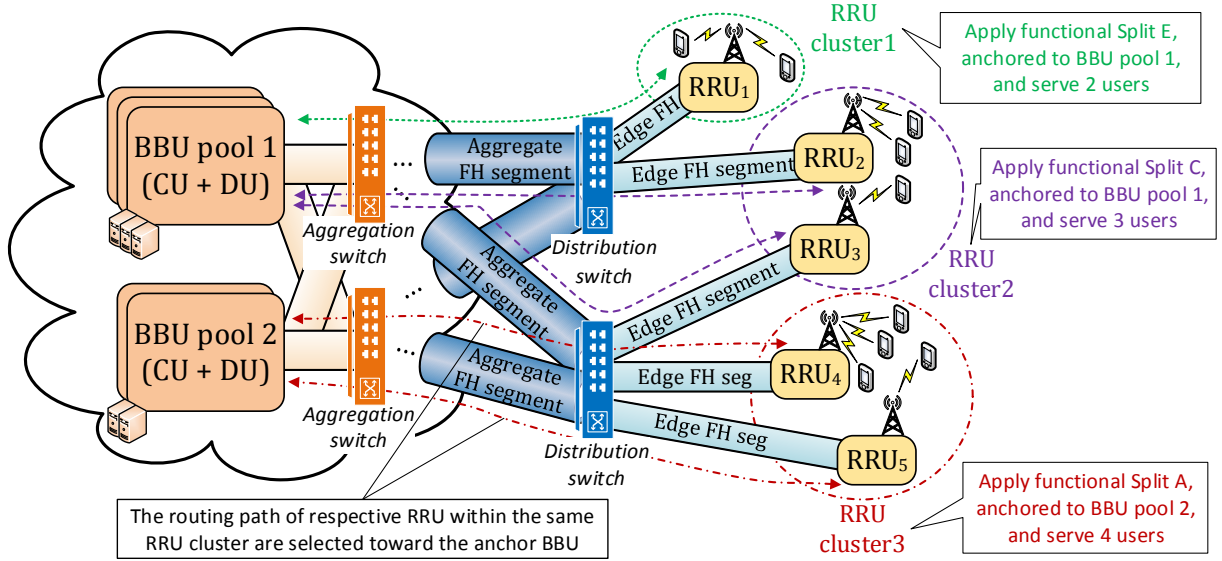 RRU
cluster1
Apply functional Split E,
anchored to BBU pool 1,
and serve 2 users
RRU₁
Edge FH
BBU pool 1
(CU + DU)
...
Aggregate
FH segment
Edge FH segment
RRU₂
Apply functional Split C,
anchored to BBU pool 1,
and serve 3 users
Aggregation
switch
Distribution
switch
RRU₃
RRU
cluster2
Aggregate
FH segment
Edge FH segment
...
BBU pool 2
(CU + DU)
...
Aggregate
FH segment
Edge FH seg
RRU₄
Aggregation
switch
Edge FH seg
Distribution
switch
RRU₅
The routing path of respective RRU within the same
RRU cluster are selected toward the anchor BBU
RRU
cluster3
Apply functional Split A,
anchored to BBU pool 2,
and serve 4 users